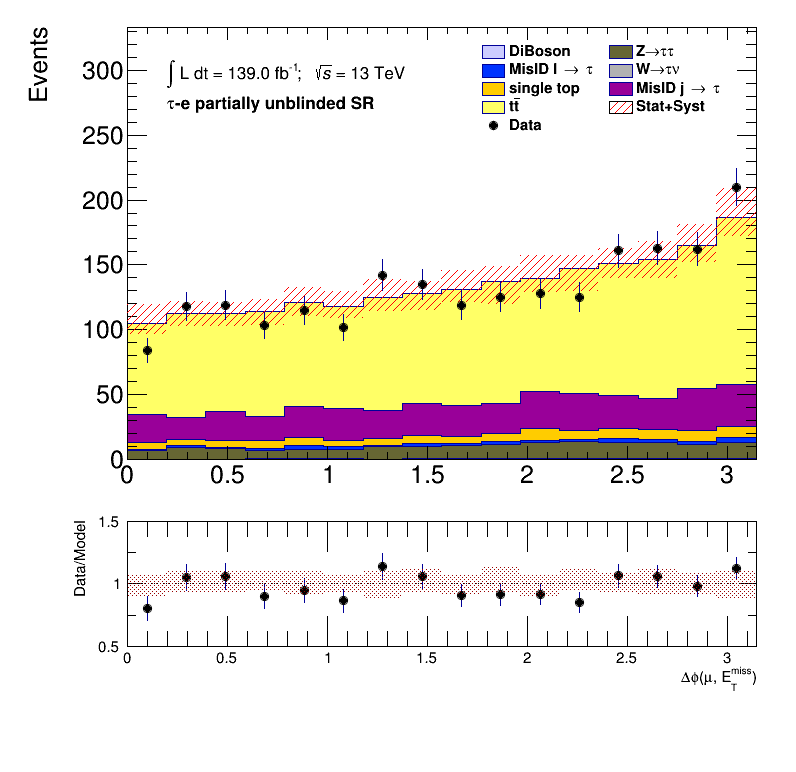 Events
300
250
200
150
100
50
0
∫ L dt = 139.0 fb⁻¹; √s = 13 TeV
τ-e partially unblinded SR
DiBoson
MisID l → τ
single top
tt̄
Data
Z→ττ
W→τν
MisID j → τ
Stat+Syst
0 0.5 1 1.5 2 2.5 3
Data/Model
1.5
1
0.5
0 0.5 1 1.5 2 2.5 3
Δϕ(μ, E_T^miss)